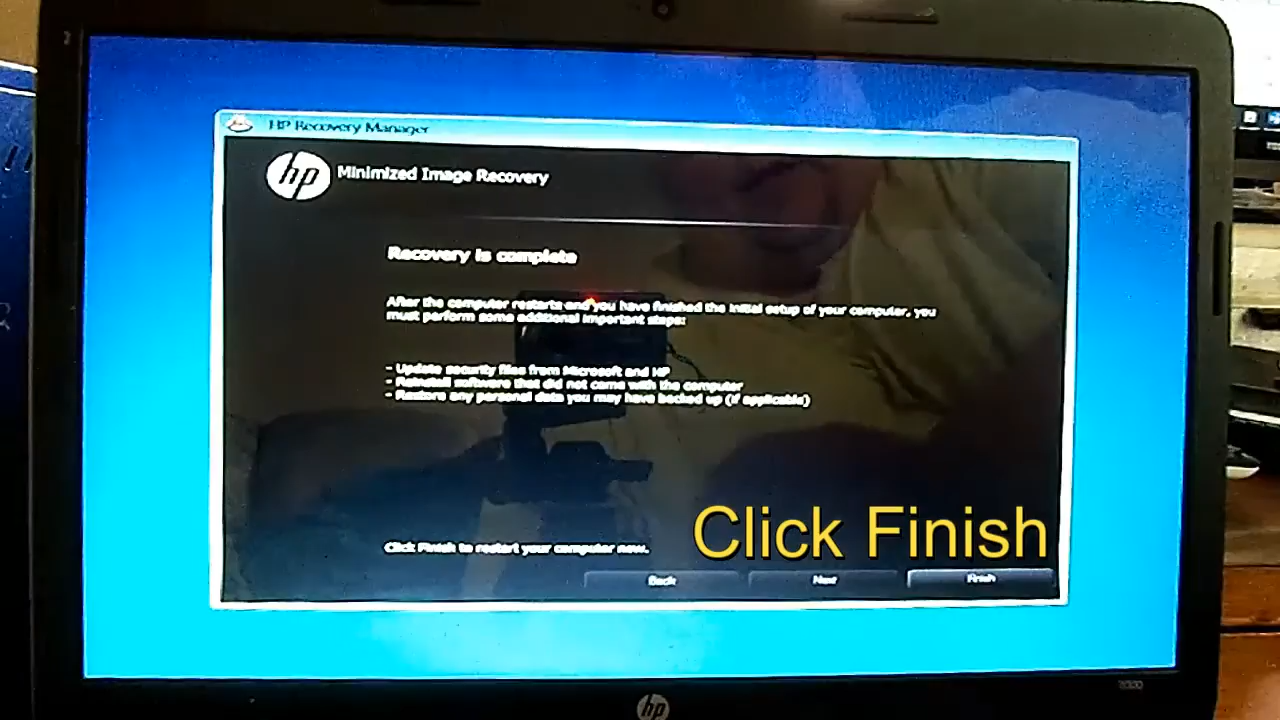 HP Recovery Manager
hp
Minimized Image Recovery
Recovery is complete
After the computer restarts and you have finished the initial setup of your computer, you
must perform some additional important steps:
- Update security files from Microsoft and HP
- Reinstall software that did not came with the computer
- Restore any personal data you may have backed up (if applicable)
Click Finish
Click Finish to restart your computer now.
Back
Next
Finish
2000
hp